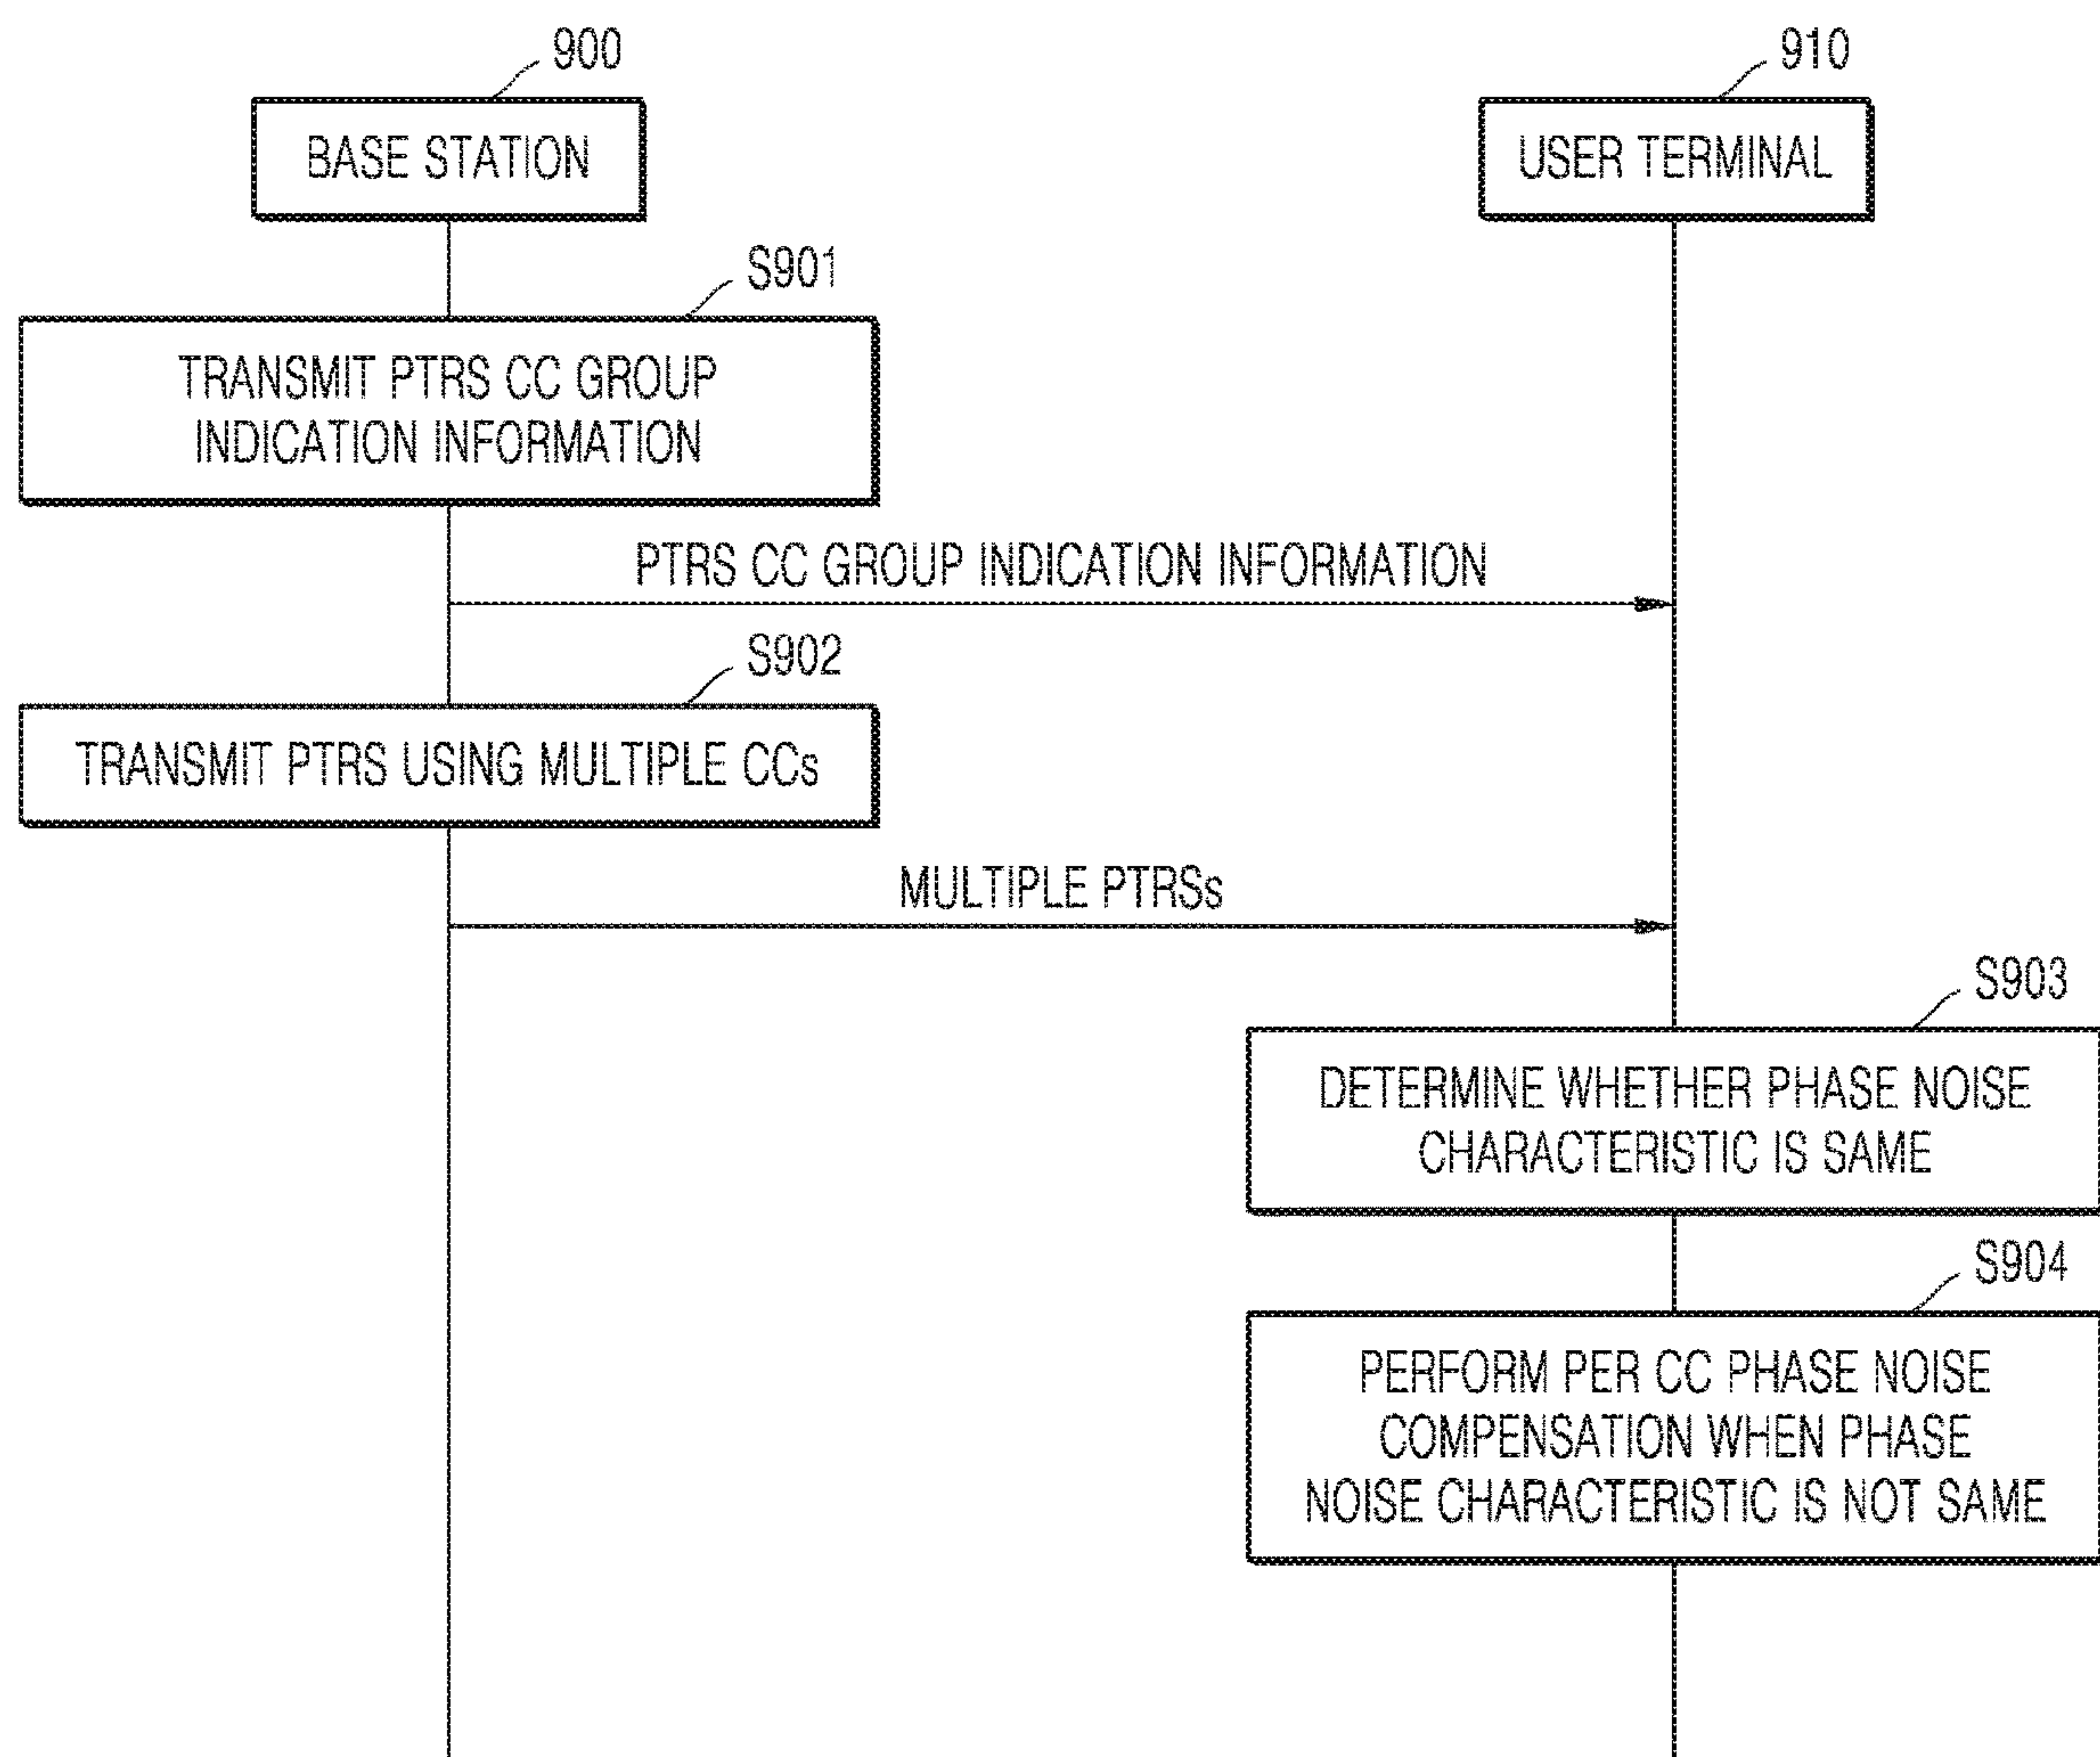 900
910
BASE STATION
USER TERMINAL
S901
TRANSMIT PTRS CC GROUP
INDICATION INFORMATION
PTRS CC GROUP INDICATION INFORMATION
S902
TRANSMIT PTRS USING MULTIPLE CCs
MULTIPLE PTRSs
S903
DETERMINE WHETHER PHASE NOISE
CHARACTERISTIC IS SAME
S904
PERFORM PER CC PHASE NOISE
COMPENSATION WHEN PHASE
NOISE CHARACTERISTIC IS NOT SAME